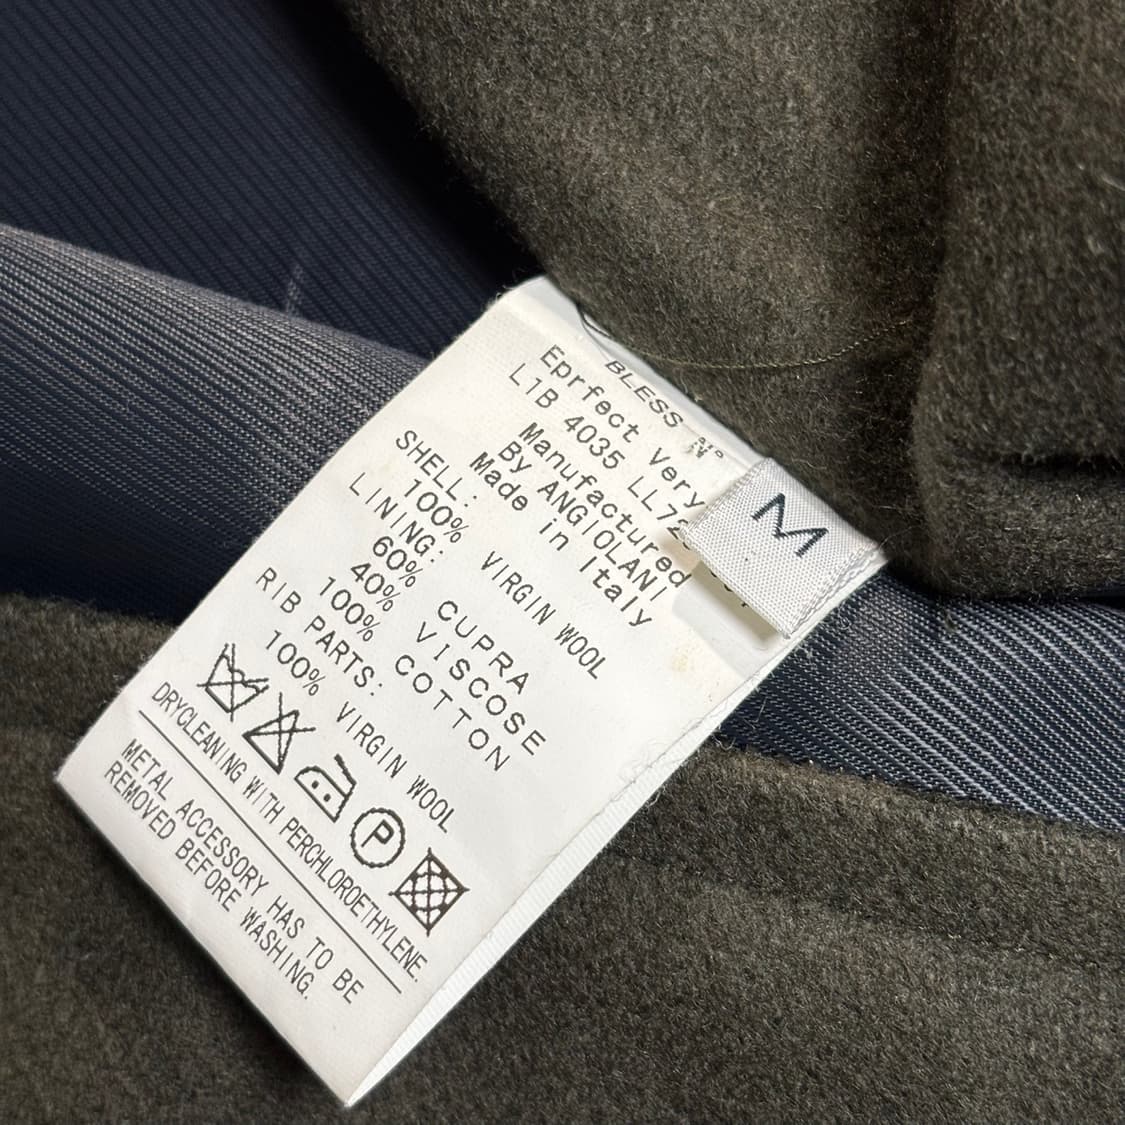 BLESS N°
Eprfect Very
L1B 4035 LL72
Manufactured
By ANGIOLANI
Made in Italy
SHELL:
100% VIRGIN WOOL
LINING:
60% CUPRA
40% VISCOSE
100% COTTON
RIB PARTS:
100% VIRGIN WOOL
P
DRYCLEANING WITH PERCHLOROETHYLENE.
METAL ACCESSORY HAS TO BE
REMOVED BEFORE WASHING.
M